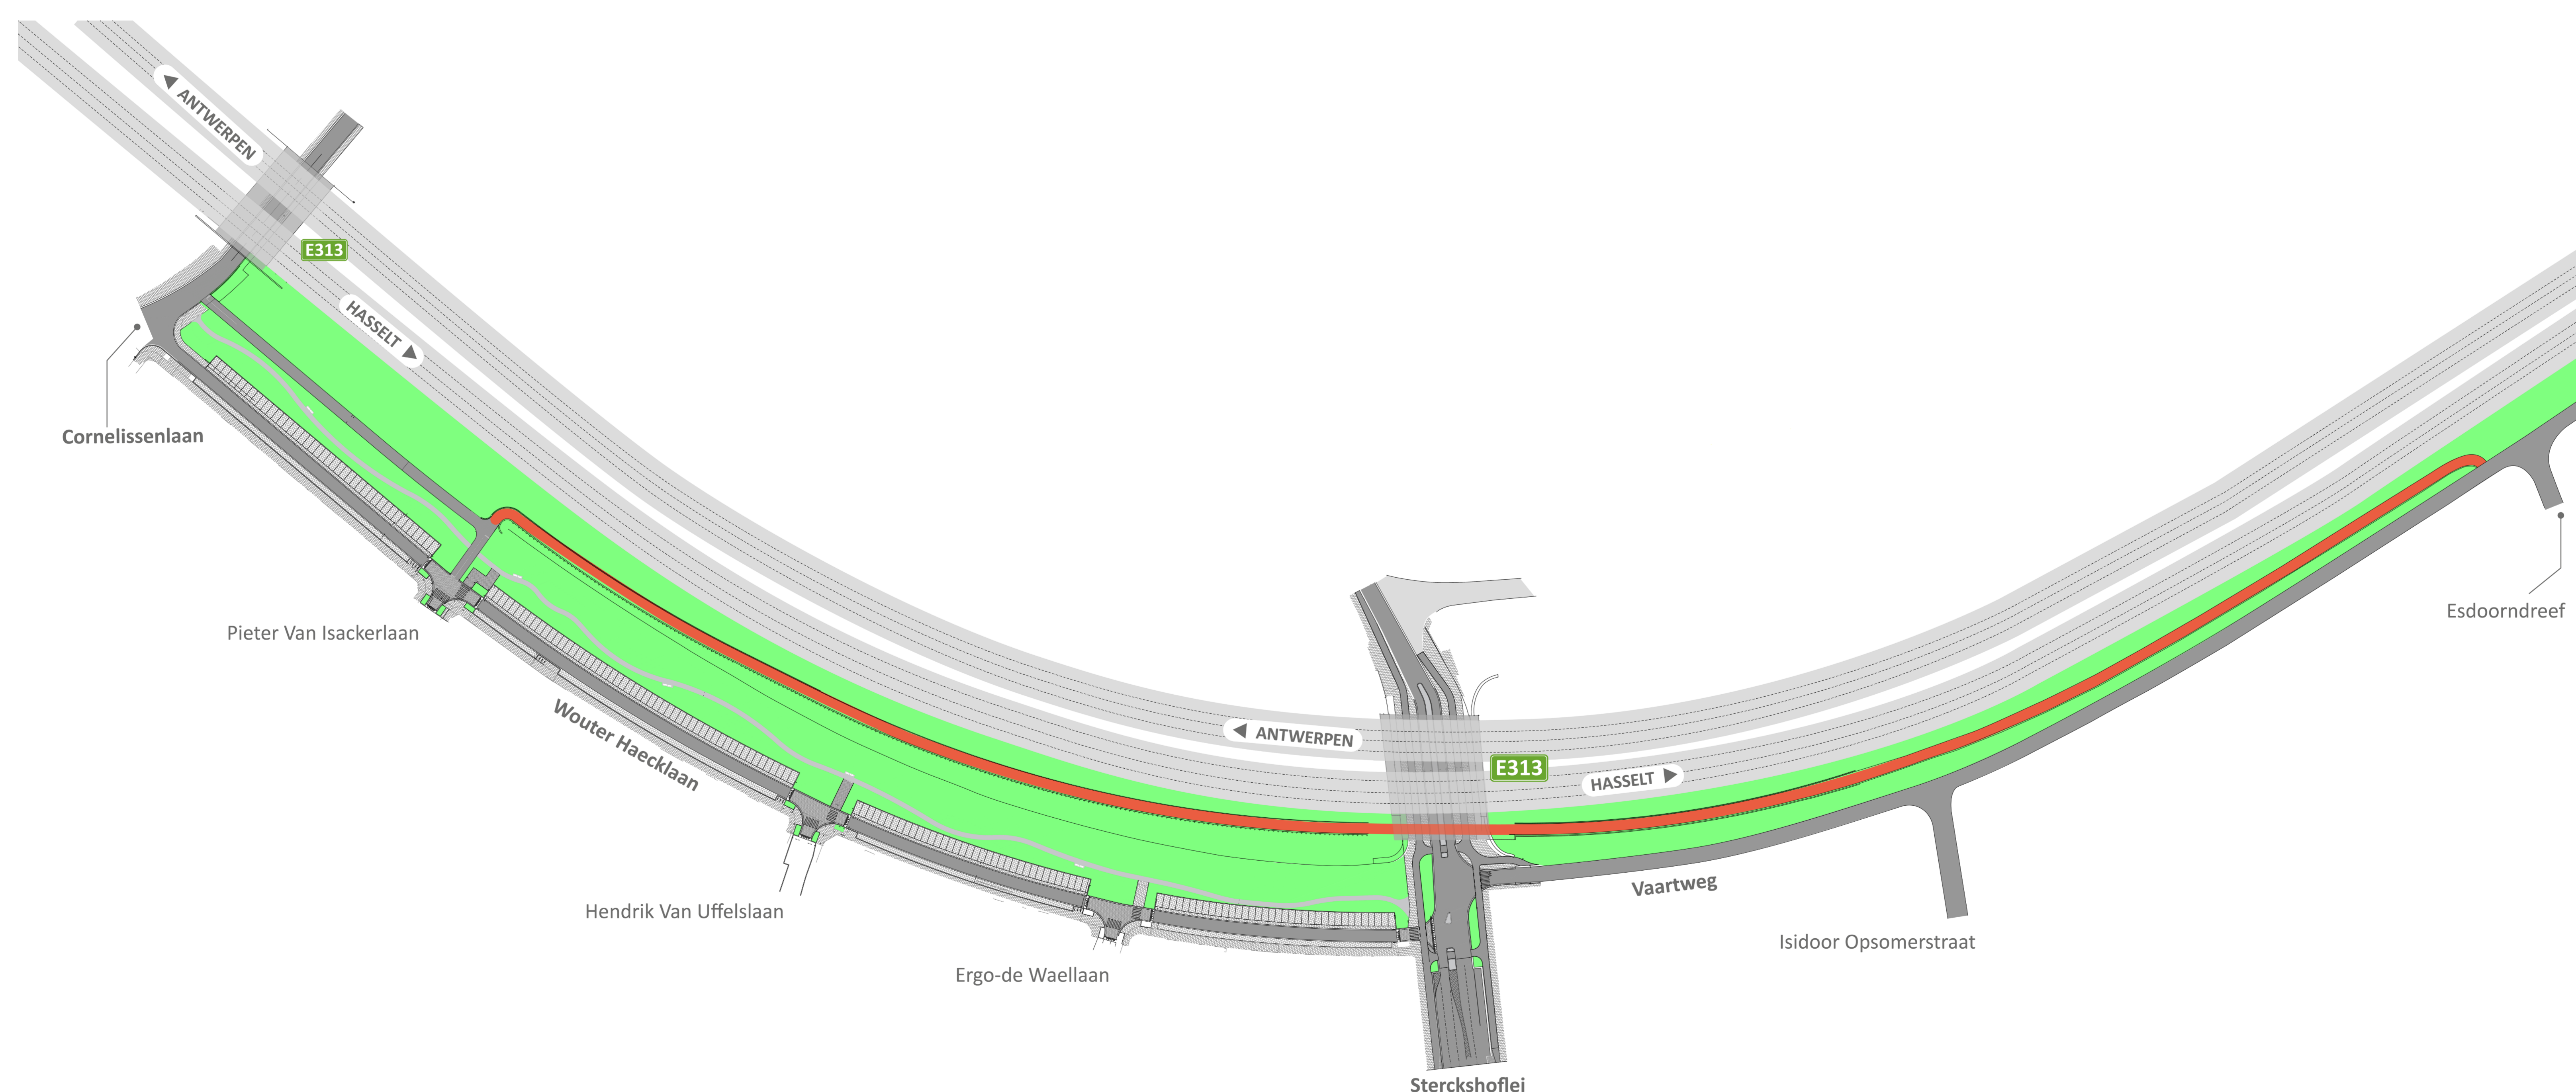 ANTWERPEN
E313
HASSELT
Cornelissenlaan
Pieter Van Isackerlaan
Wouter Haecklaan
Hendrik Van Uffelslaan
Ergo-de Waellaan
ANTWERPEN
E313
HASSELT
Vaartweg
Isidoor Opsomerstraat
Esdoorndreef
Sterckshoflei